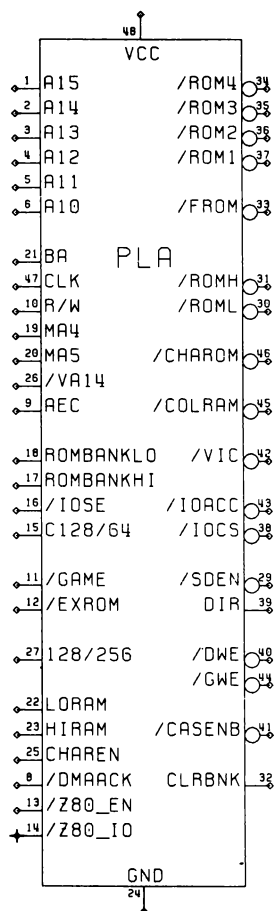 48
VCC
1 A15 /ROM4 34
2 A14 /ROM3 35
3 A13 /ROM2 36
4 A12 /ROM1 37
5 A11
6 A10 /FROM 33
21 BA PLA
47 CLK /ROMH 31
10 R/W /ROML 30
19 MA4
20 MA5 /CHAROM 46
26 /VA14
9 AEC /COLRAM 45
18 ROMBANKLO /VIC 42
17 ROMBANKHI
16 /IOSE /IOACC 43
15 C128/64 /IOCS 38
11 /GAME /SDEN 29
12 /EXROM DIR 39
27 128/256 /DWE 40
/GWE 44
22 LORAM
23 HIRAM /CASENB 41
25 CHAREN
8 /DMAACK CLRBNK 32
13 /Z80_EN
14 /Z80_IO
GND
24